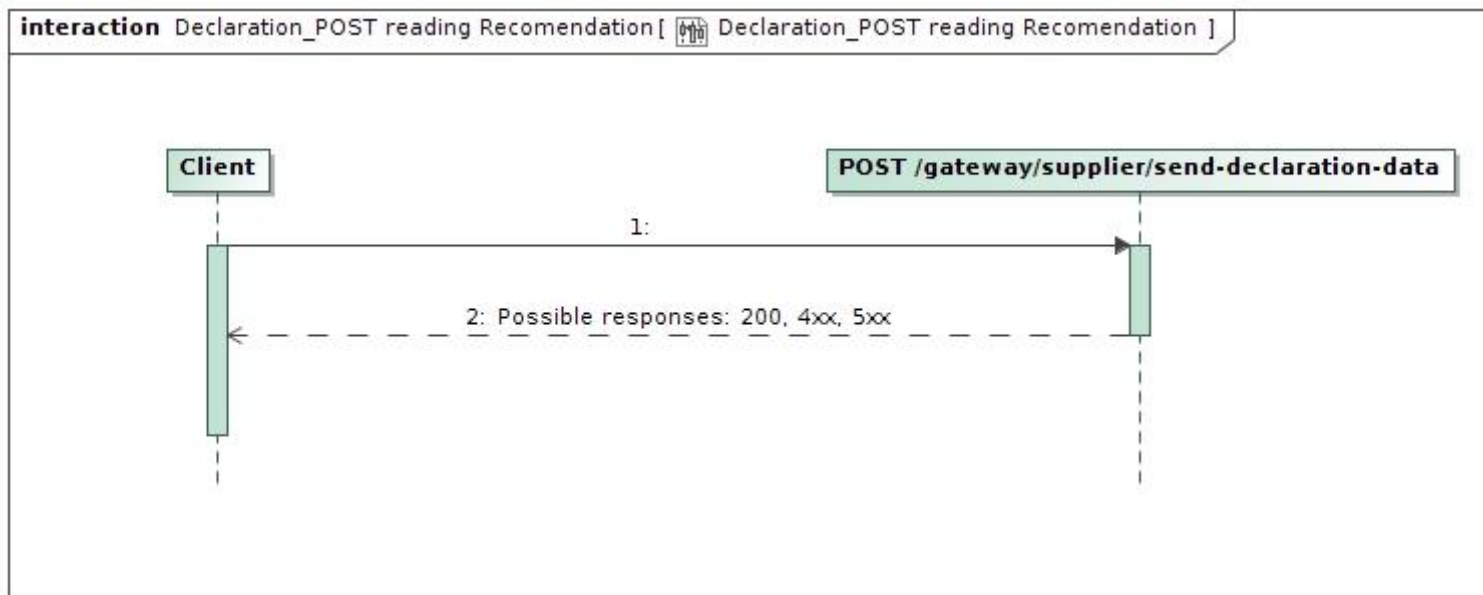 interaction Declaration_POST reading Recomendation[ Declaration_POST reading Recomendation ]
Client
POST /gateway/supplier/send-declaration-data
1:
2: Possible responses: 200, 4xx, 5xx